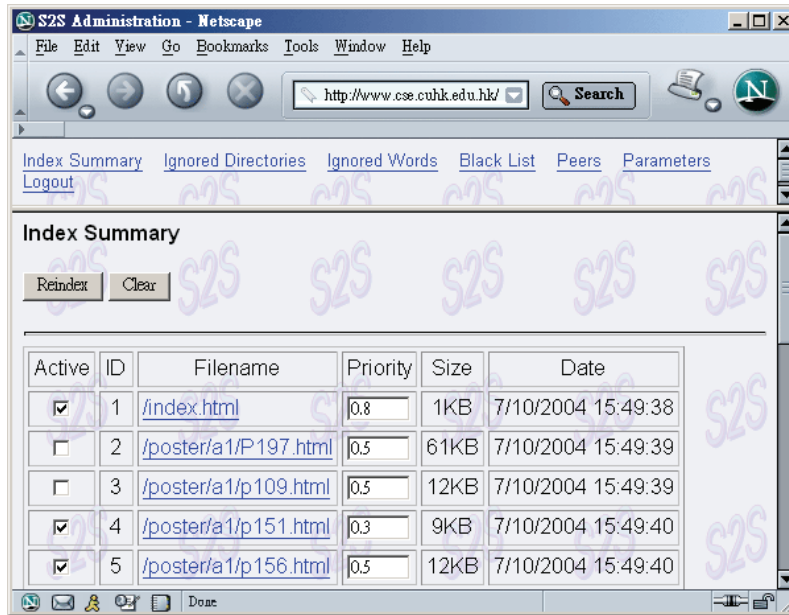 S2S Administration - Netscape
File Edit View Go Bookmarks Tools Window Help
http://www.cse.cuhk.edu.hk/ Search N
Index Summary Ignored Directories Ignored Words Black List Peers Parameters
Logout
Index Summary
Reindex Clear
Active ID Filename Priority Size Date
1 /index.html 0.8 1KB 7/10/2004 15:49:38
2 /poster/a1/P197.html 0.5 61KB 7/10/2004 15:49:39
3 /poster/a1/p109.html 0.5 12KB 7/10/2004 15:49:39
4 /poster/a1/p151.html 0.3 9KB 7/10/2004 15:49:40
5 /poster/a1/p156.html 0.5 12KB 7/10/2004 15:49:40
S2S
Done